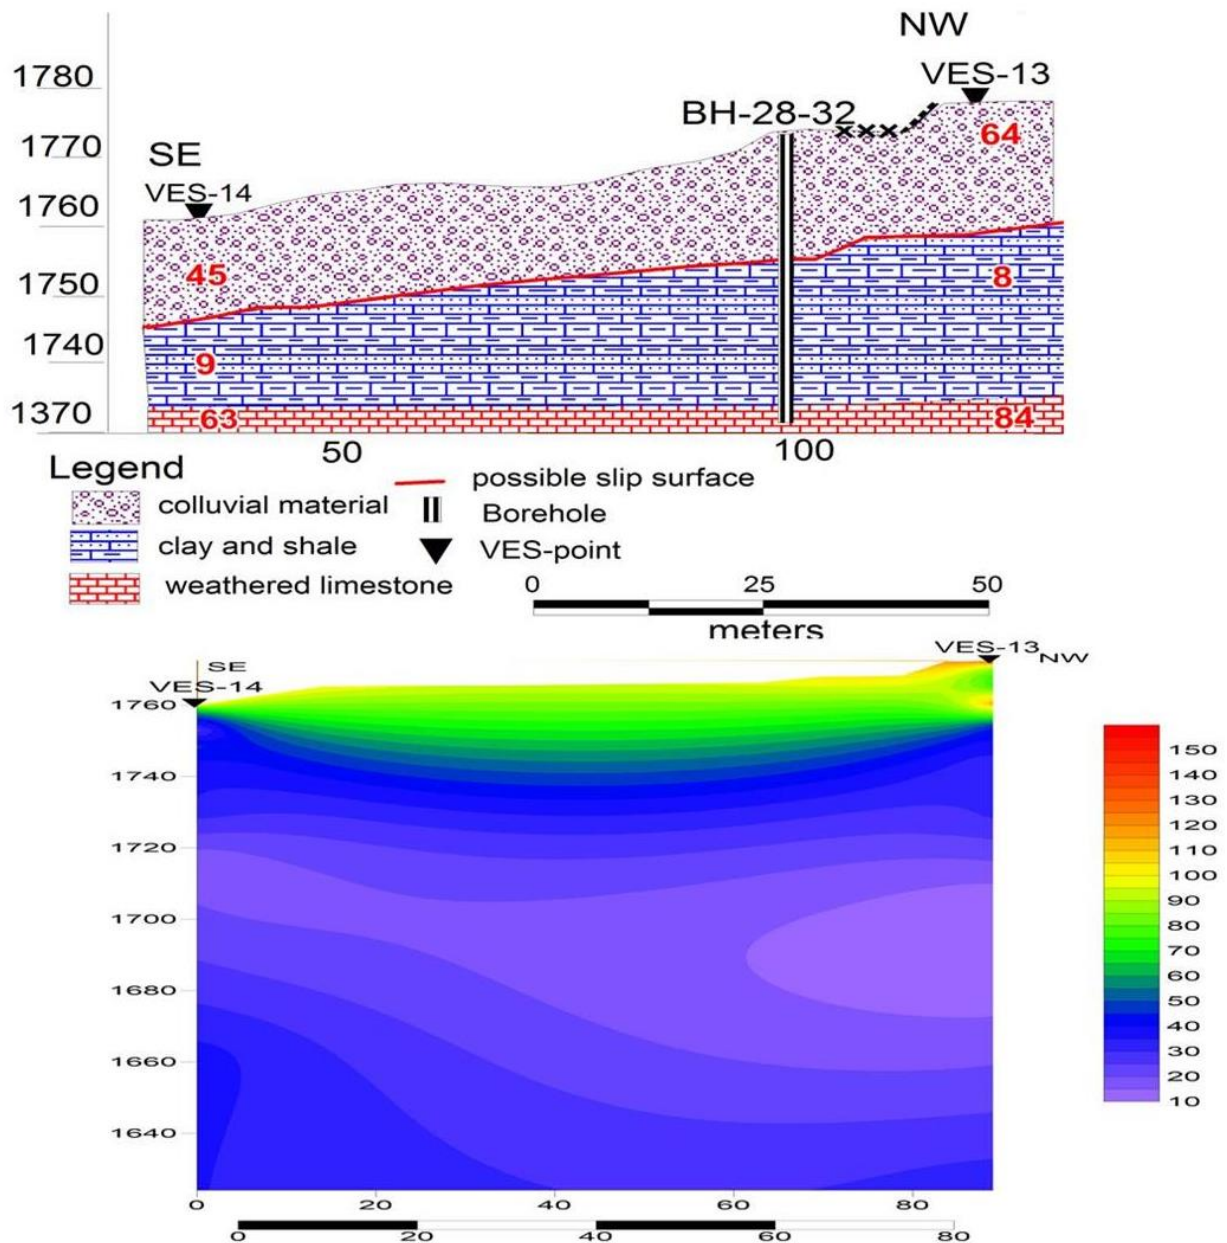 NW
1780
VES-13
BH-28-32
64
1770
SE
VES-14
1760
45
8
1750
1740
9
1370
63
84
50
100
Legend
possible slip surface
colluvial material
Borehole
clay and shale
VES-point
weathered limestone
0 25 50
meters
VES-13 NW
SE
VES-14
1760
1740
1720
1700
1680
1660
1640
150
140
130
120
110
100
90
80
70
60
50
40
30
20
10
0 20 40 60 80
0 20 40 60 80